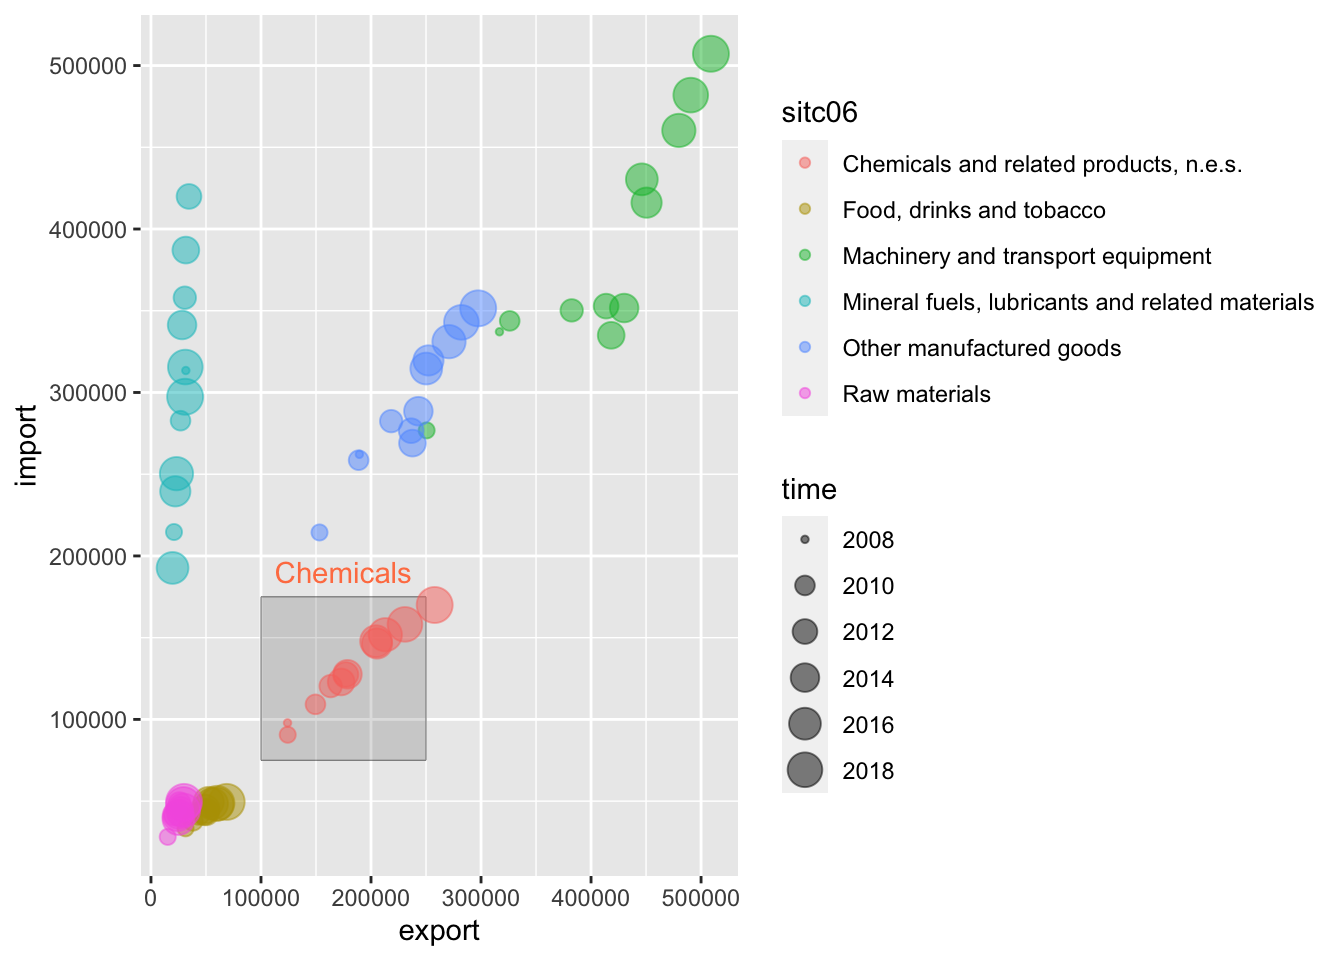 500000
400000
300000
200000
100000
import
Chemicals
0
100000
200000
300000
400000
500000
export
sitc06
Chemicals and related products, n.e.s.
Food, drinks and tobacco
Machinery and transport equipment
Mineral fuels, lubricants and related materials
Other manufactured goods
Raw materials
time
2008
2010
2012
2014
2016
2018